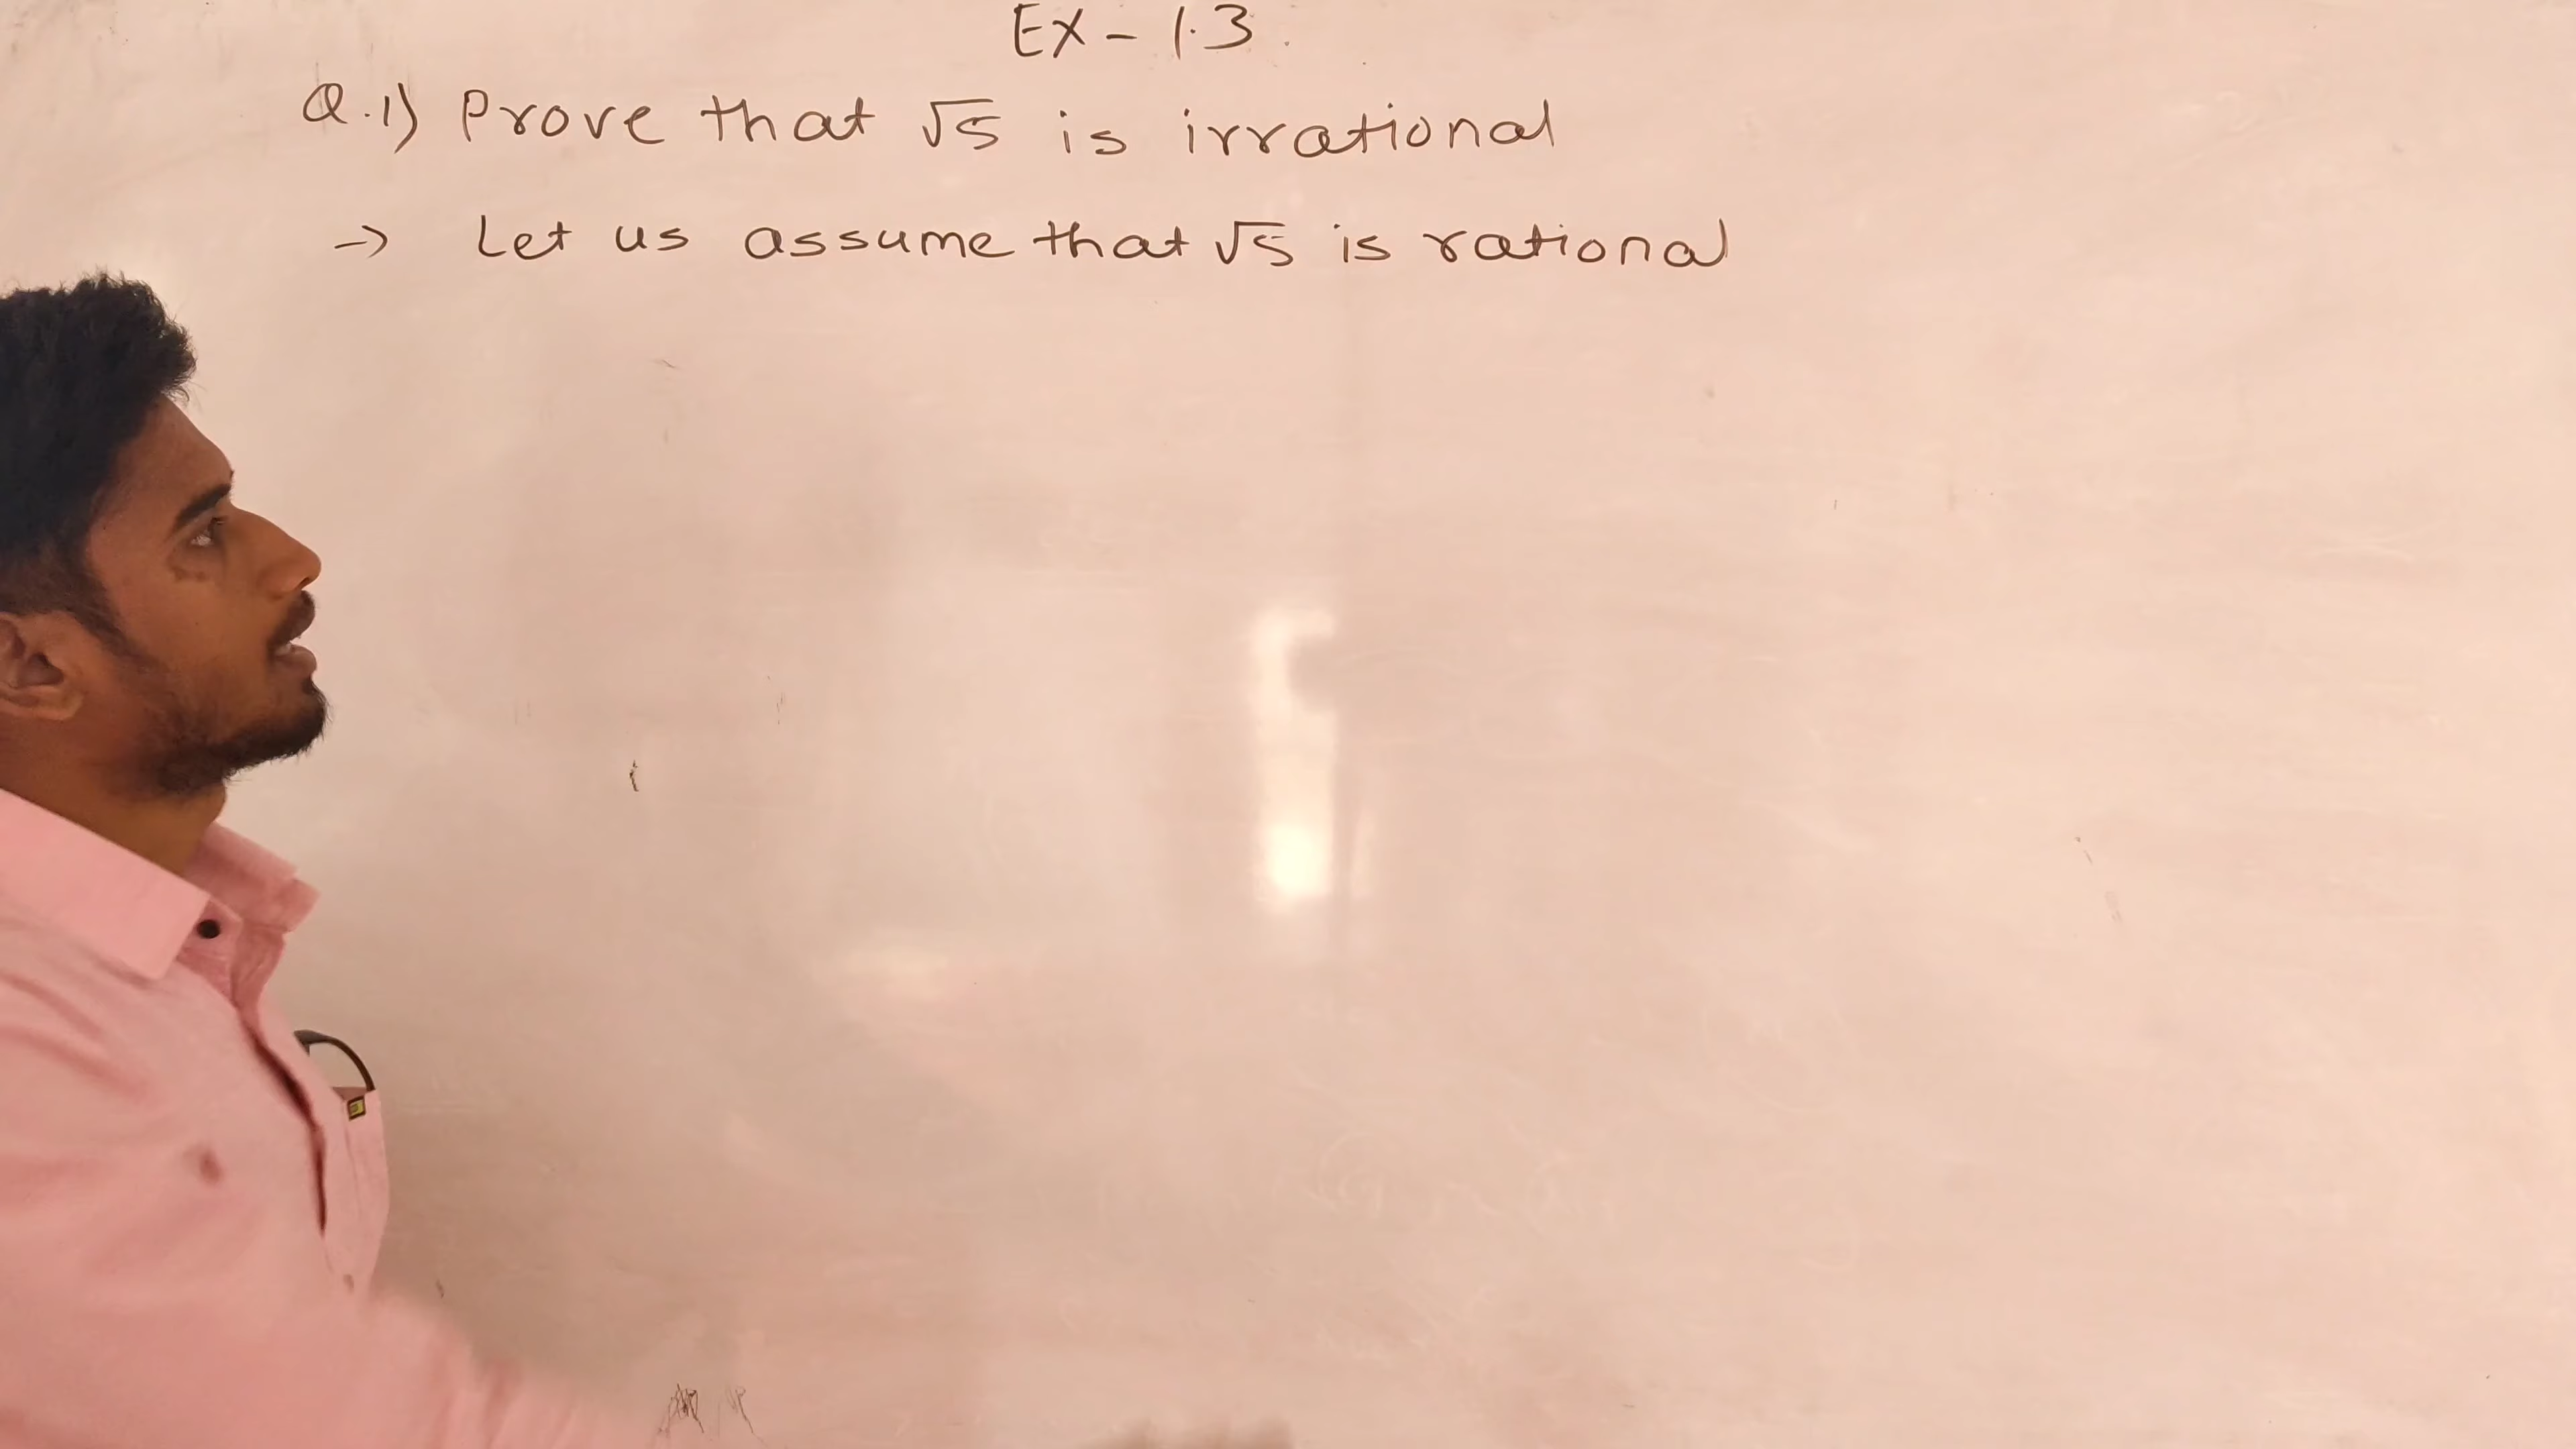 EX - 1.3
Q.1) Prove that √5 is irrational
→ Let us assume that √5 is rational